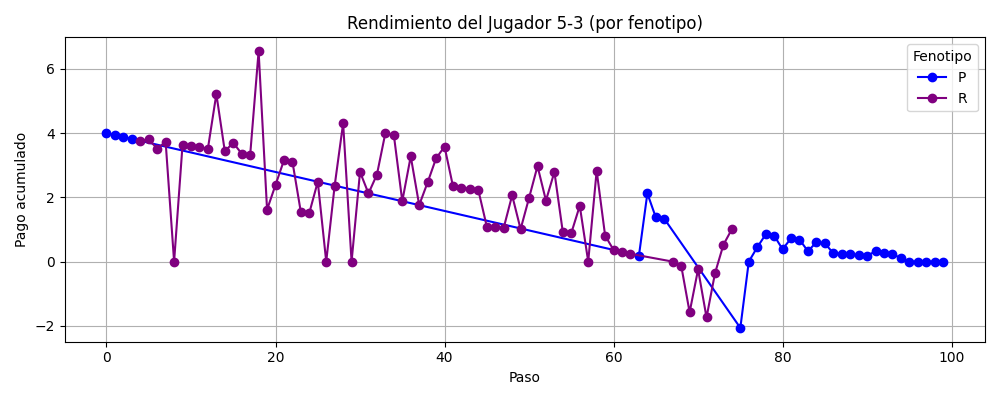 Rendimiento del Jugador 5-3 (por fenotipo)
Pago acumulado
6
4
2
0
−2
Fenotipo
P
R
0 20 40 60 80 100
Paso